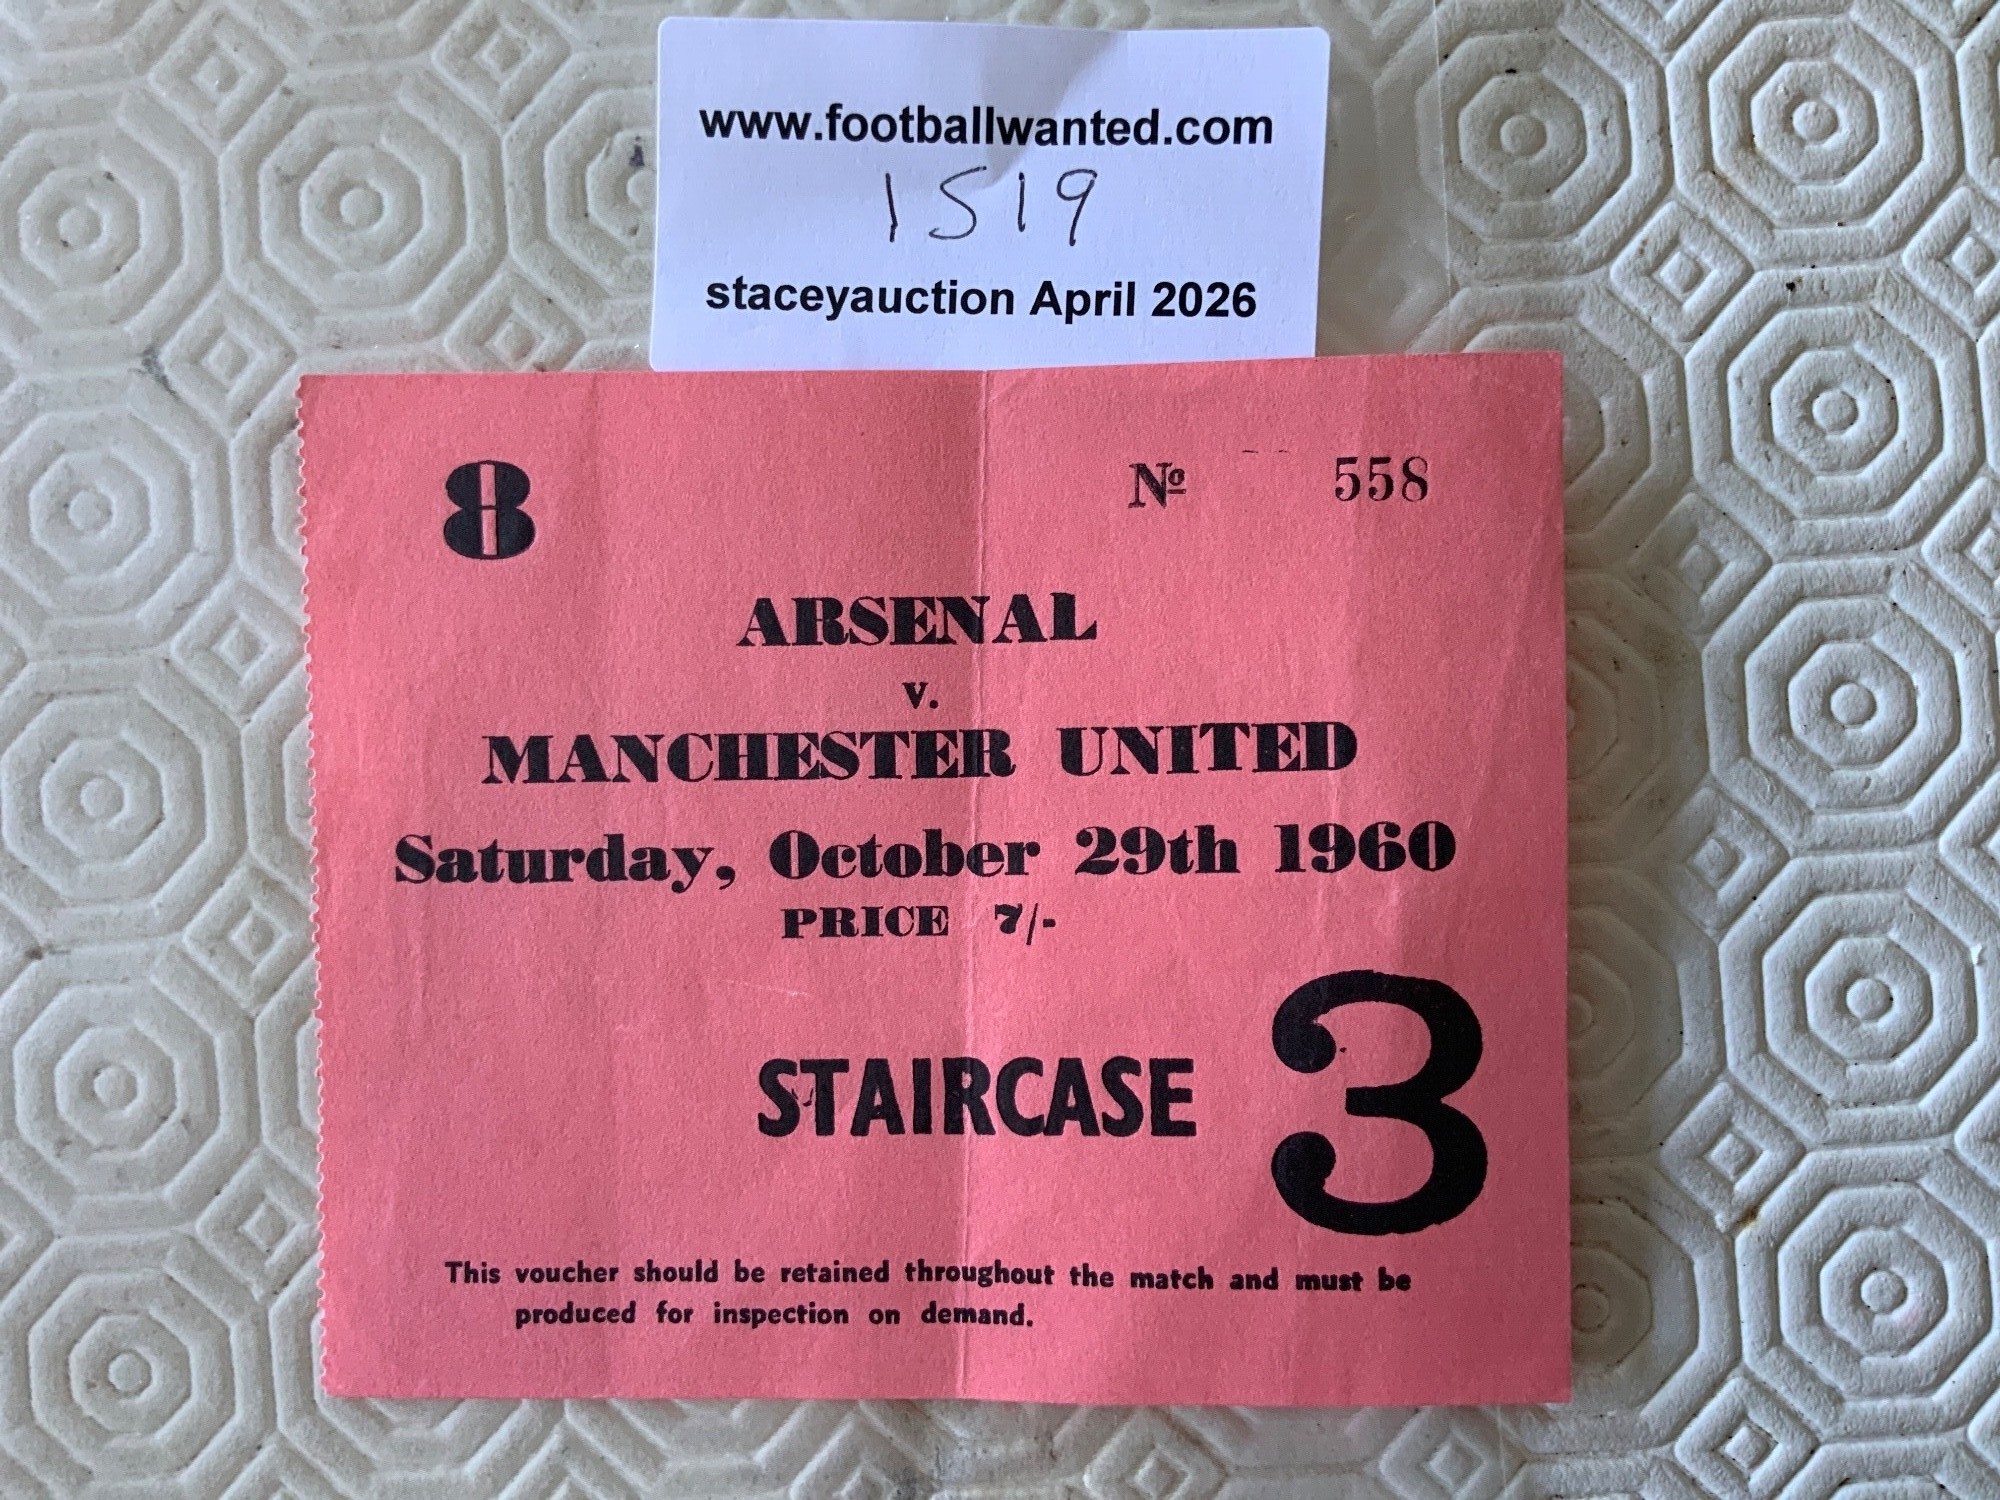 www.footballwanted.com
1519
staceyauction April 2026
8
№ 558
ARSENAL
v.
MANCHESTER UNITED
Saturday, October 29th 1960
PRICE 7/-
STAIRCASE 3
This voucher should be retained throughout the match and must be
produced for inspection on demand.